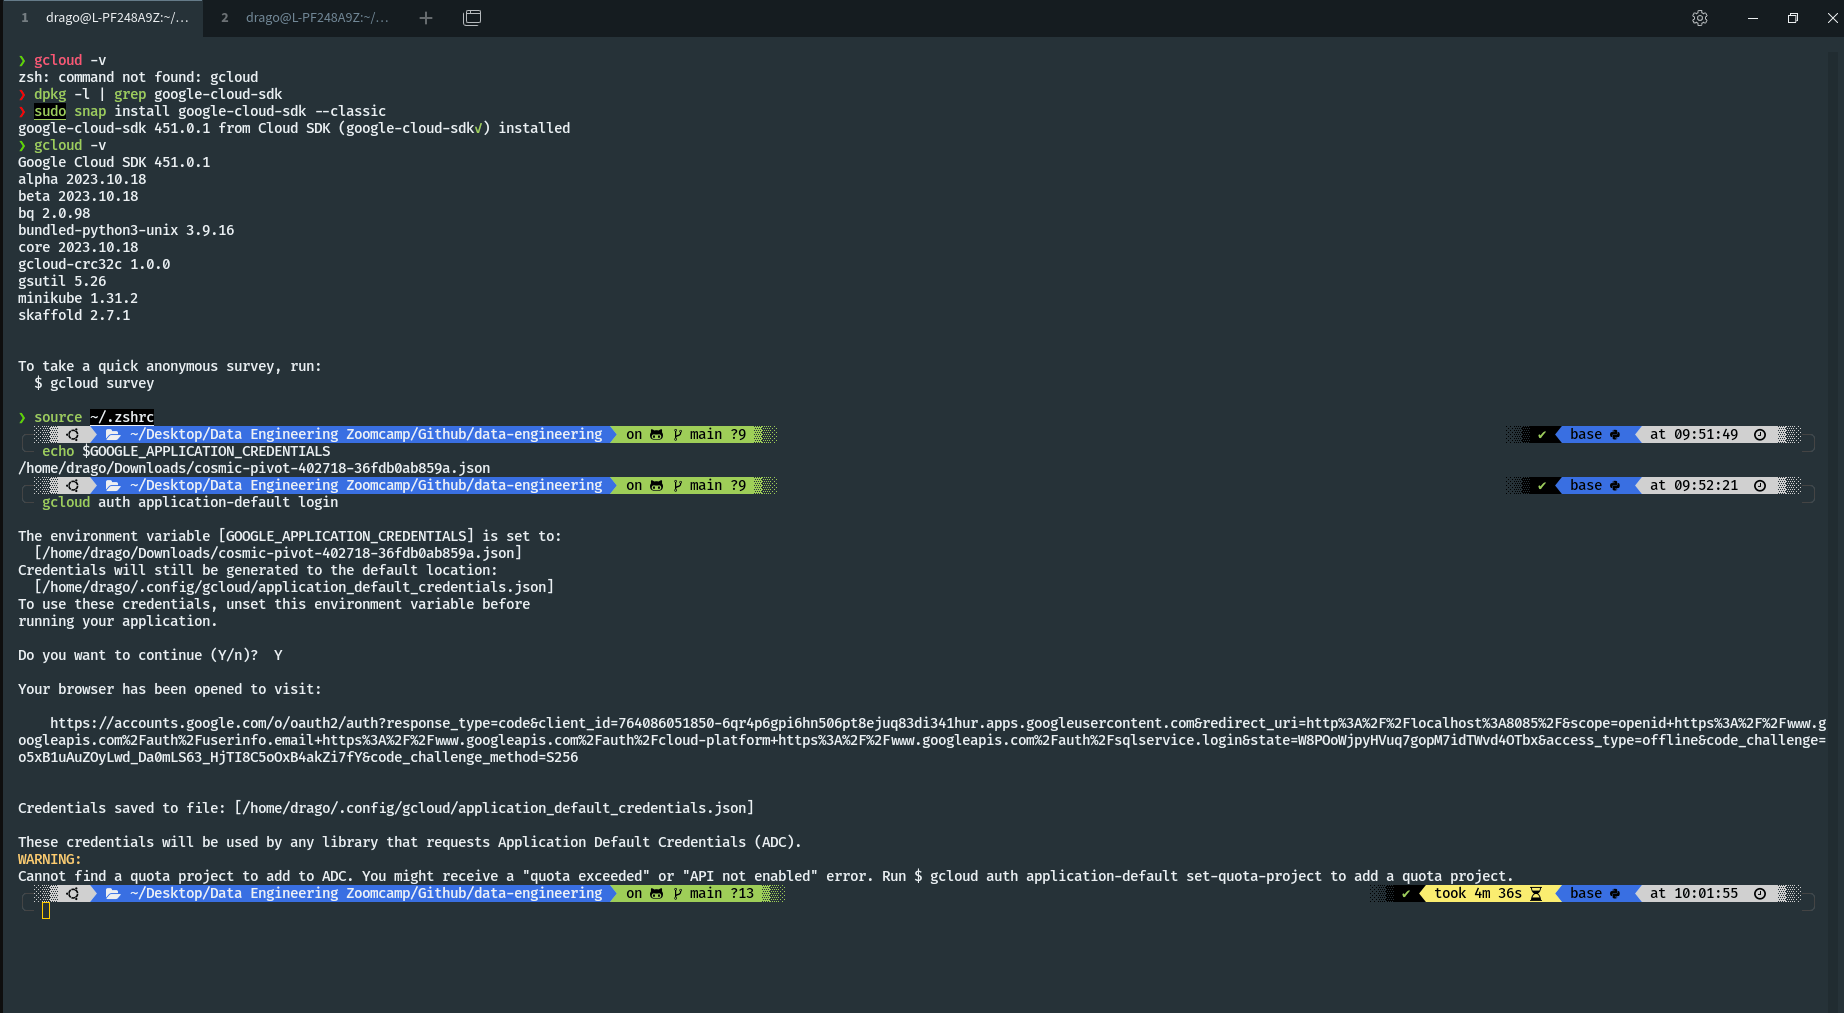 1 drago@L-PF248A9Z:~/… 2 drago@L-PF248A9Z:~/…
❯ gcloud -v
zsh: command not found: gcloud
❯ dpkg -l | grep google-cloud-sdk
❯ sudo snap install google-cloud-sdk --classic
google-cloud-sdk 451.0.1 from Cloud SDK (google-cloud-sdk✓) installed
❯ gcloud -v
Google Cloud SDK 451.0.1
alpha 2023.10.18
beta 2023.10.18
bq 2.0.98
bundled-python3-unix 3.9.16
core 2023.10.18
gcloud-crc32c 1.0.0
gsutil 5.26
minikube 1.31.2
skaffold 2.7.1
To take a quick anonymous survey, run:
$ gcloud survey
❯ source ~/.zshrc
~/Desktop/Data Engineering Zoomcamp/Github/data-engineering on main ?9 ✔ base at 09:51:49
echo $GOOGLE_APPLICATION_CREDENTIALS
/home/drago/Downloads/cosmic-pivot-402718-36fdb0ab859a.json
~/Desktop/Data Engineering Zoomcamp/Github/data-engineering on main ?9 ✔ base at 09:52:21
gcloud auth application-default login
The environment variable [GOOGLE_APPLICATION_CREDENTIALS] is set to:
[/home/drago/Downloads/cosmic-pivot-402718-36fdb0ab859a.json]
Credentials will still be generated to the default location:
[/home/drago/.config/gcloud/application_default_credentials.json]
To use these credentials, unset this environment variable before
running your application.
Do you want to continue (Y/n)?  Y
Your browser has been opened to visit:
https://accounts.google.com/o/oauth2/auth?response_type=code&client_id=764086051850-6qr4p6gpi6hn506pt8ejuq83di341hur.apps.googleusercontent.com&redirect_uri=http%3A%2F%2Flocalhost%3A8085%2F&scope=openid+https%3A%2F%2Fwww.g
oogleapis.com%2Fauth%2Fuserinfo.email+https%3A%2F%2Fwww.googleapis.com%2Fauth%2Fcloud-platform+https%3A%2F%2Fwww.googleapis.com%2Fauth%2Fsqlservice.login&state=W8POoWjpyHVuq7gopM7idTWvd4OTbx&access_type=offline&code_challenge=
o5xB1uAuZOyLwd_Da0mLS63_HjTI8C5oOxB4akZi7fY&code_challenge_method=S256
Credentials saved to file: [/home/drago/.config/gcloud/application_default_credentials.json]
These credentials will be used by any library that requests Application Default Credentials (ADC).
WARNING:
Cannot find a quota project to add to ADC. You might receive a "quota exceeded" or "API not enabled" error. Run $ gcloud auth application-default set-quota-project to add a quota project.
~/Desktop/Data Engineering Zoomcamp/Github/data-engineering on main ?13 ✔ took 4m 36s base at 10:01:55